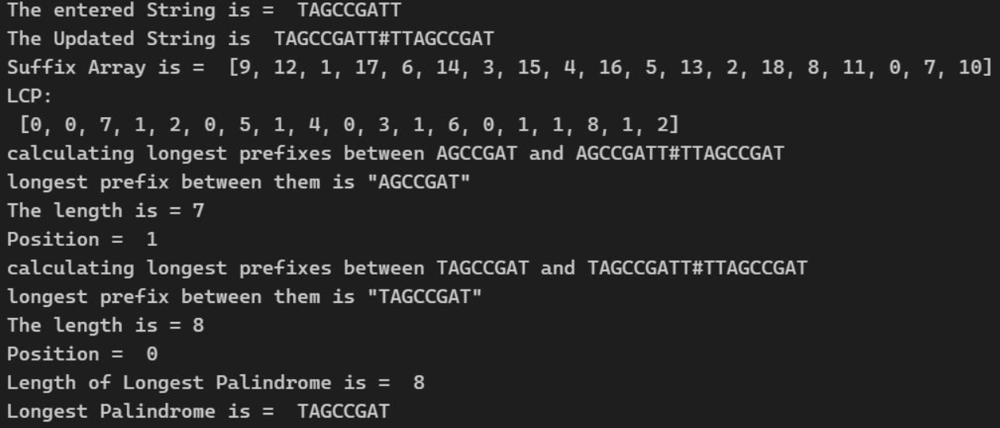 The entered String is =  TAGCCGATT
The Updated String is  TAGCCGATT#TTAGCCGAT
Suffix Array is =  [9, 12, 1, 17, 6, 14, 3, 15, 4, 16, 5, 13, 2, 18, 8, 11, 0, 7, 10]
LCP:
 [0, 0, 7, 1, 2, 0, 5, 1, 4, 0, 3, 1, 6, 0, 1, 1, 8, 1, 2]
calculating longest prefixes between AGCCGAT and AGCCGATT#TTAGCCGAT
longest prefix between them is "AGCCGAT"
The length is = 7
Position =  1
calculating longest prefixes between TAGCCGAT and TAGCCGATT#TTAGCCGAT
longest prefix between them is "TAGCCGAT"
The length is = 8
Position =  0
Length of Longest Palindrome is =  8
Longest Palindrome is =  TAGCCGAT